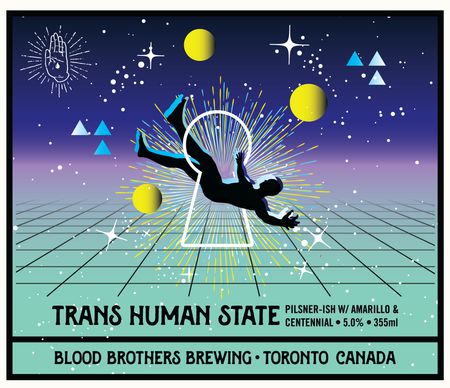 TRANS HUMAN STATE
PILSNER-ISH W/ AMARILLO &
CENTENNIAL • 5.0% • 355ml
BLOOD BROTHERS BREWING • TORONTO CANADA